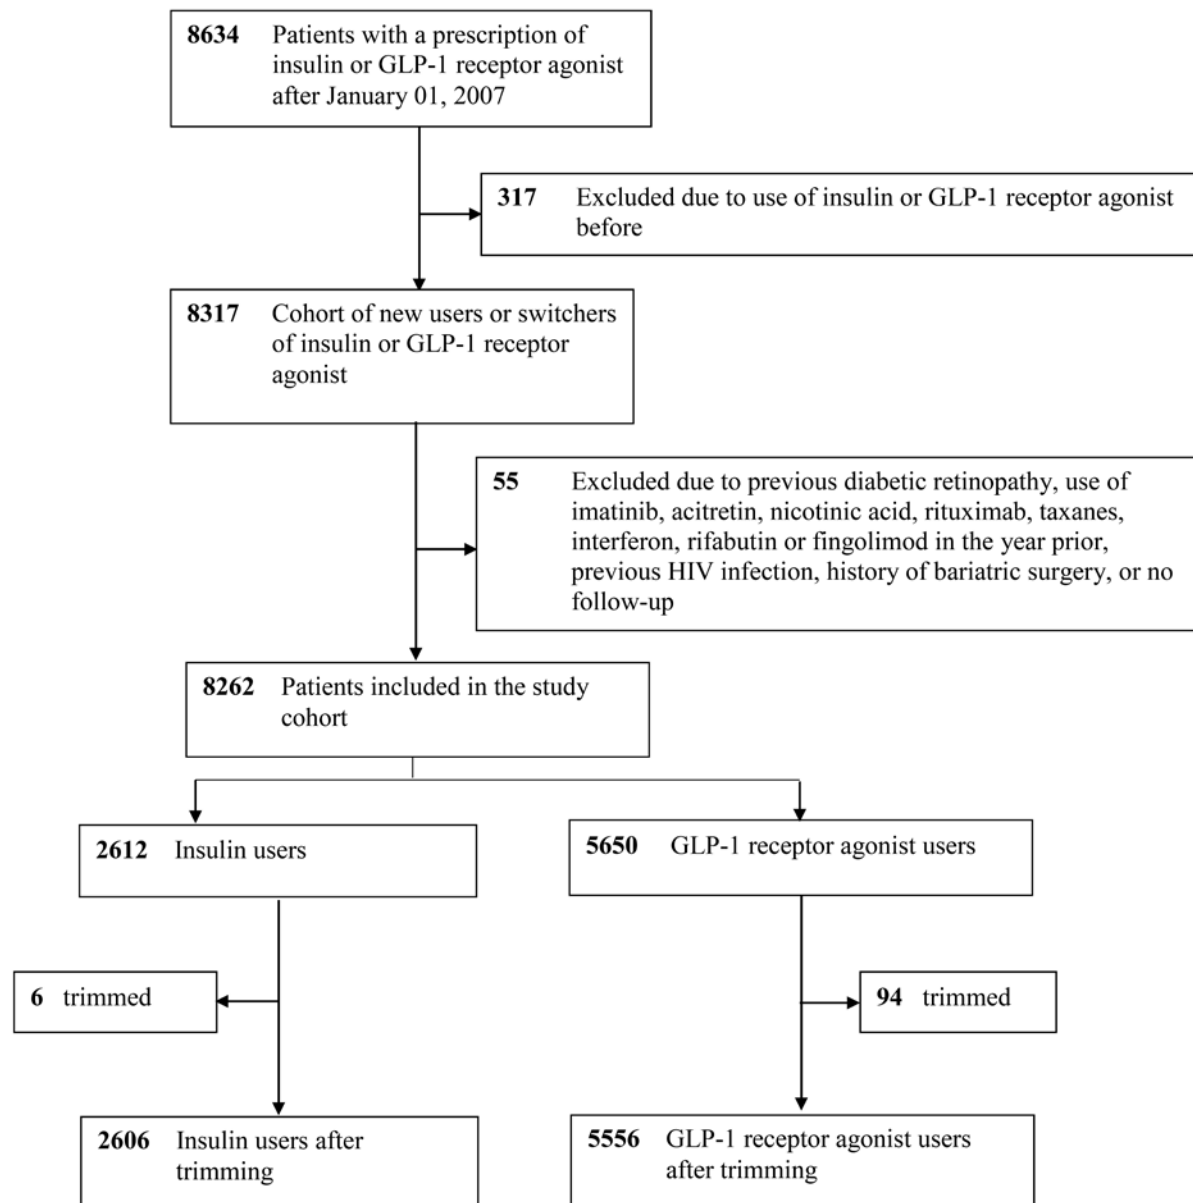 8634 Patients with a prescription of
insulin or GLP-1 receptor agonist
after January 01, 2007
317 Excluded due to use of insulin or GLP-1 receptor agonist
before
8317 Cohort of new users or switchers
of insulin or GLP-1 receptor
agonist
55 Excluded due to previous diabetic retinopathy, use of
imatinib, acitretin, nicotinic acid, rituximab, taxanes,
interferon, rifabutin or fingolimod in the year prior,
previous HIV infection, history of bariatric surgery, or no
follow-up
8262 Patients included in the study
cohort
2612 Insulin users
5650 GLP-1 receptor agonist users
6 trimmed
94 trimmed
2606 Insulin users after
trimming
5556 GLP-1 receptor agonist users
after trimming